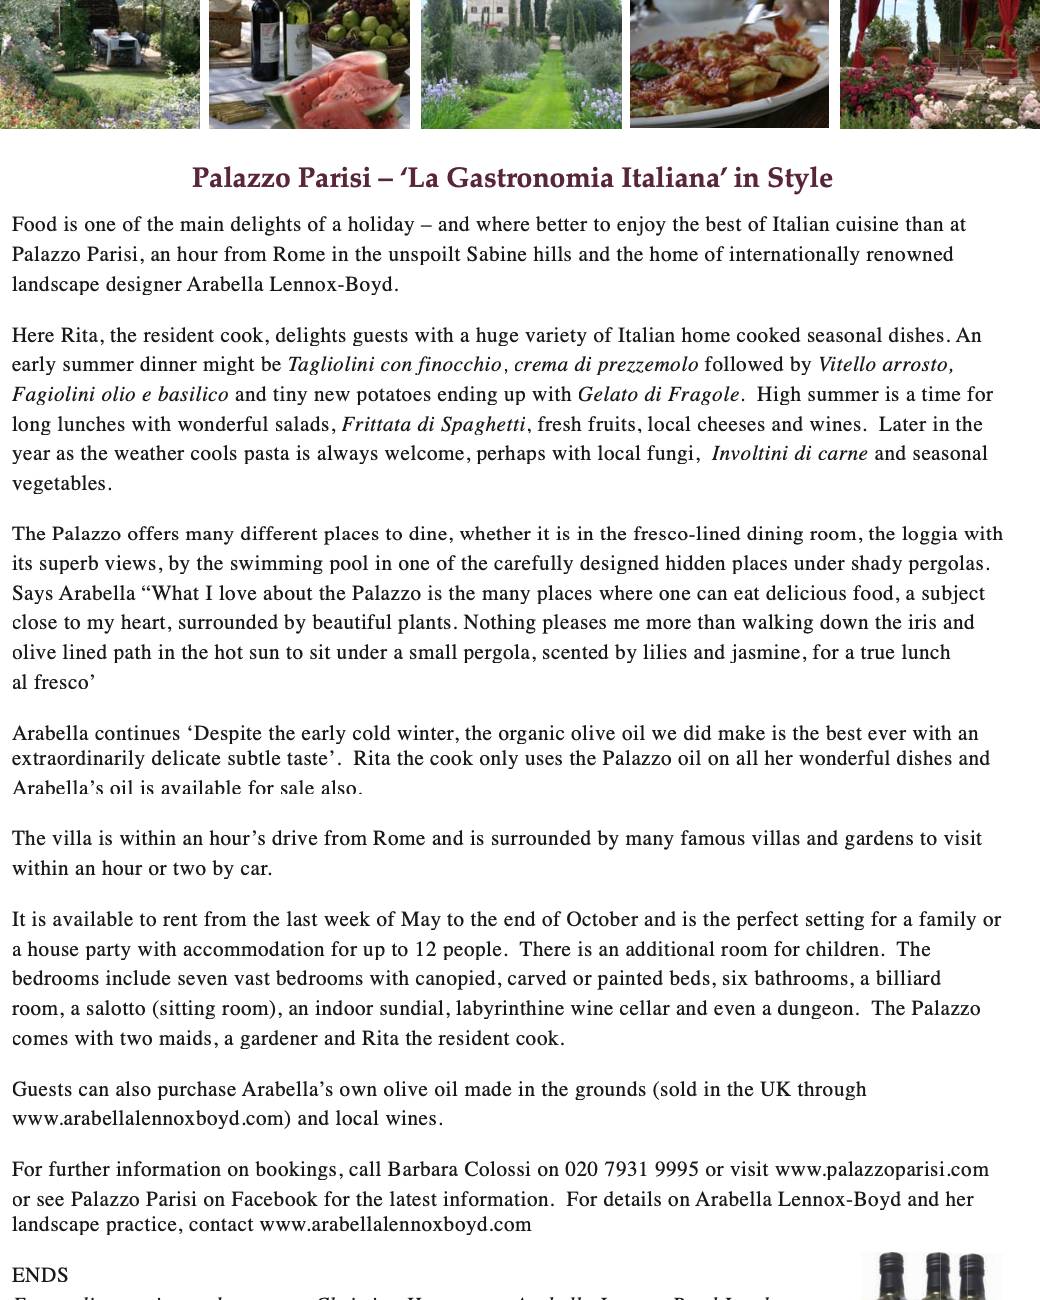 Palazzo Parisi – ‘La Gastronomia Italiana’ in Style
Food is one of the main delights of a holiday – and where better to enjoy the best of Italian cuisine than at
Palazzo Parisi, an hour from Rome in the unspoilt Sabine hills and the home of internationally renowned
landscape designer Arabella Lennox-Boyd.
Here Rita, the resident cook, delights guests with a huge variety of Italian home cooked seasonal dishes. An
early summer dinner might be Tagliolini con finocchio, crema di prezzemolo followed by Vitello arrosto,
Fagiolini olio e basilico and tiny new potatoes ending up with Gelato di Fragole.  High summer is a time for
long lunches with wonderful salads, Frittata di Spaghetti, fresh fruits, local cheeses and wines.  Later in the
year as the weather cools pasta is always welcome, perhaps with local fungi,  Involtini di carne and seasonal
vegetables.
The Palazzo offers many different places to dine, whether it is in the fresco-lined dining room, the loggia with
its superb views, by the swimming pool in one of the carefully designed hidden places under shady pergolas.
Says Arabella “What I love about the Palazzo is the many places where one can eat delicious food, a subject
close to my heart, surrounded by beautiful plants. Nothing pleases me more than walking down the iris and
olive lined path in the hot sun to sit under a small pergola, scented by lilies and jasmine, for a true lunch
al fresco’
Arabella continues ‘Despite the early cold winter, the organic olive oil we did make is the best ever with an
extraordinarily delicate subtle taste’.  Rita the cook only uses the Palazzo oil on all her wonderful dishes and
Arabella’s oil is available for sale also.
The villa is within an hour’s drive from Rome and is surrounded by many famous villas and gardens to visit
within an hour or two by car.
It is available to rent from the last week of May to the end of October and is the perfect setting for a family or
a house party with accommodation for up to 12 people.  There is an additional room for children.  The
bedrooms include seven vast bedrooms with canopied, carved or painted beds, six bathrooms, a billiard
room, a salotto (sitting room), an indoor sundial, labyrinthine wine cellar and even a dungeon.  The Palazzo
comes with two maids, a gardener and Rita the resident cook.
Guests can also purchase Arabella’s own olive oil made in the grounds (sold in the UK through
www.arabellalennoxboyd.com) and local wines.
For further information on bookings, call Barbara Colossi on 020 7931 9995 or visit www.palazzoparisi.com
or see Palazzo Parisi on Facebook for the latest information.  For details on Arabella Lennox-Boyd and her
landscape practice, contact www.arabellalennoxboyd.com
ENDS